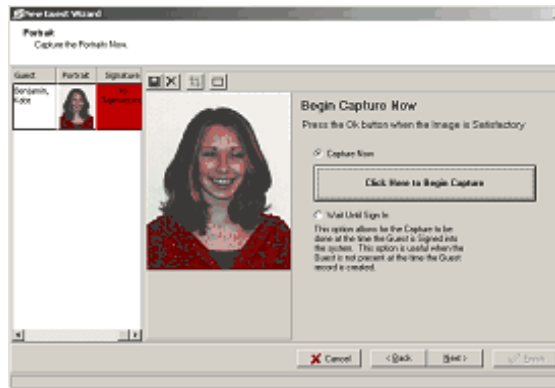 New Guest Wizard
Portrait
Capture the Portraits Now.
Guest Portrait Signature
Benjamin, No
Kate Signature
Begin Capture Now
Press the Ok button when the Image is Satisfactory
Capture Now
Click Here to Begin Capture
Wait Until Sign In
This option allows for the Capture to be
done at the time the Guest is Signed into
the system. This option is useful when the
Guest is not present at the time the Guest
record is created.
Cancel < Back Next > Finish